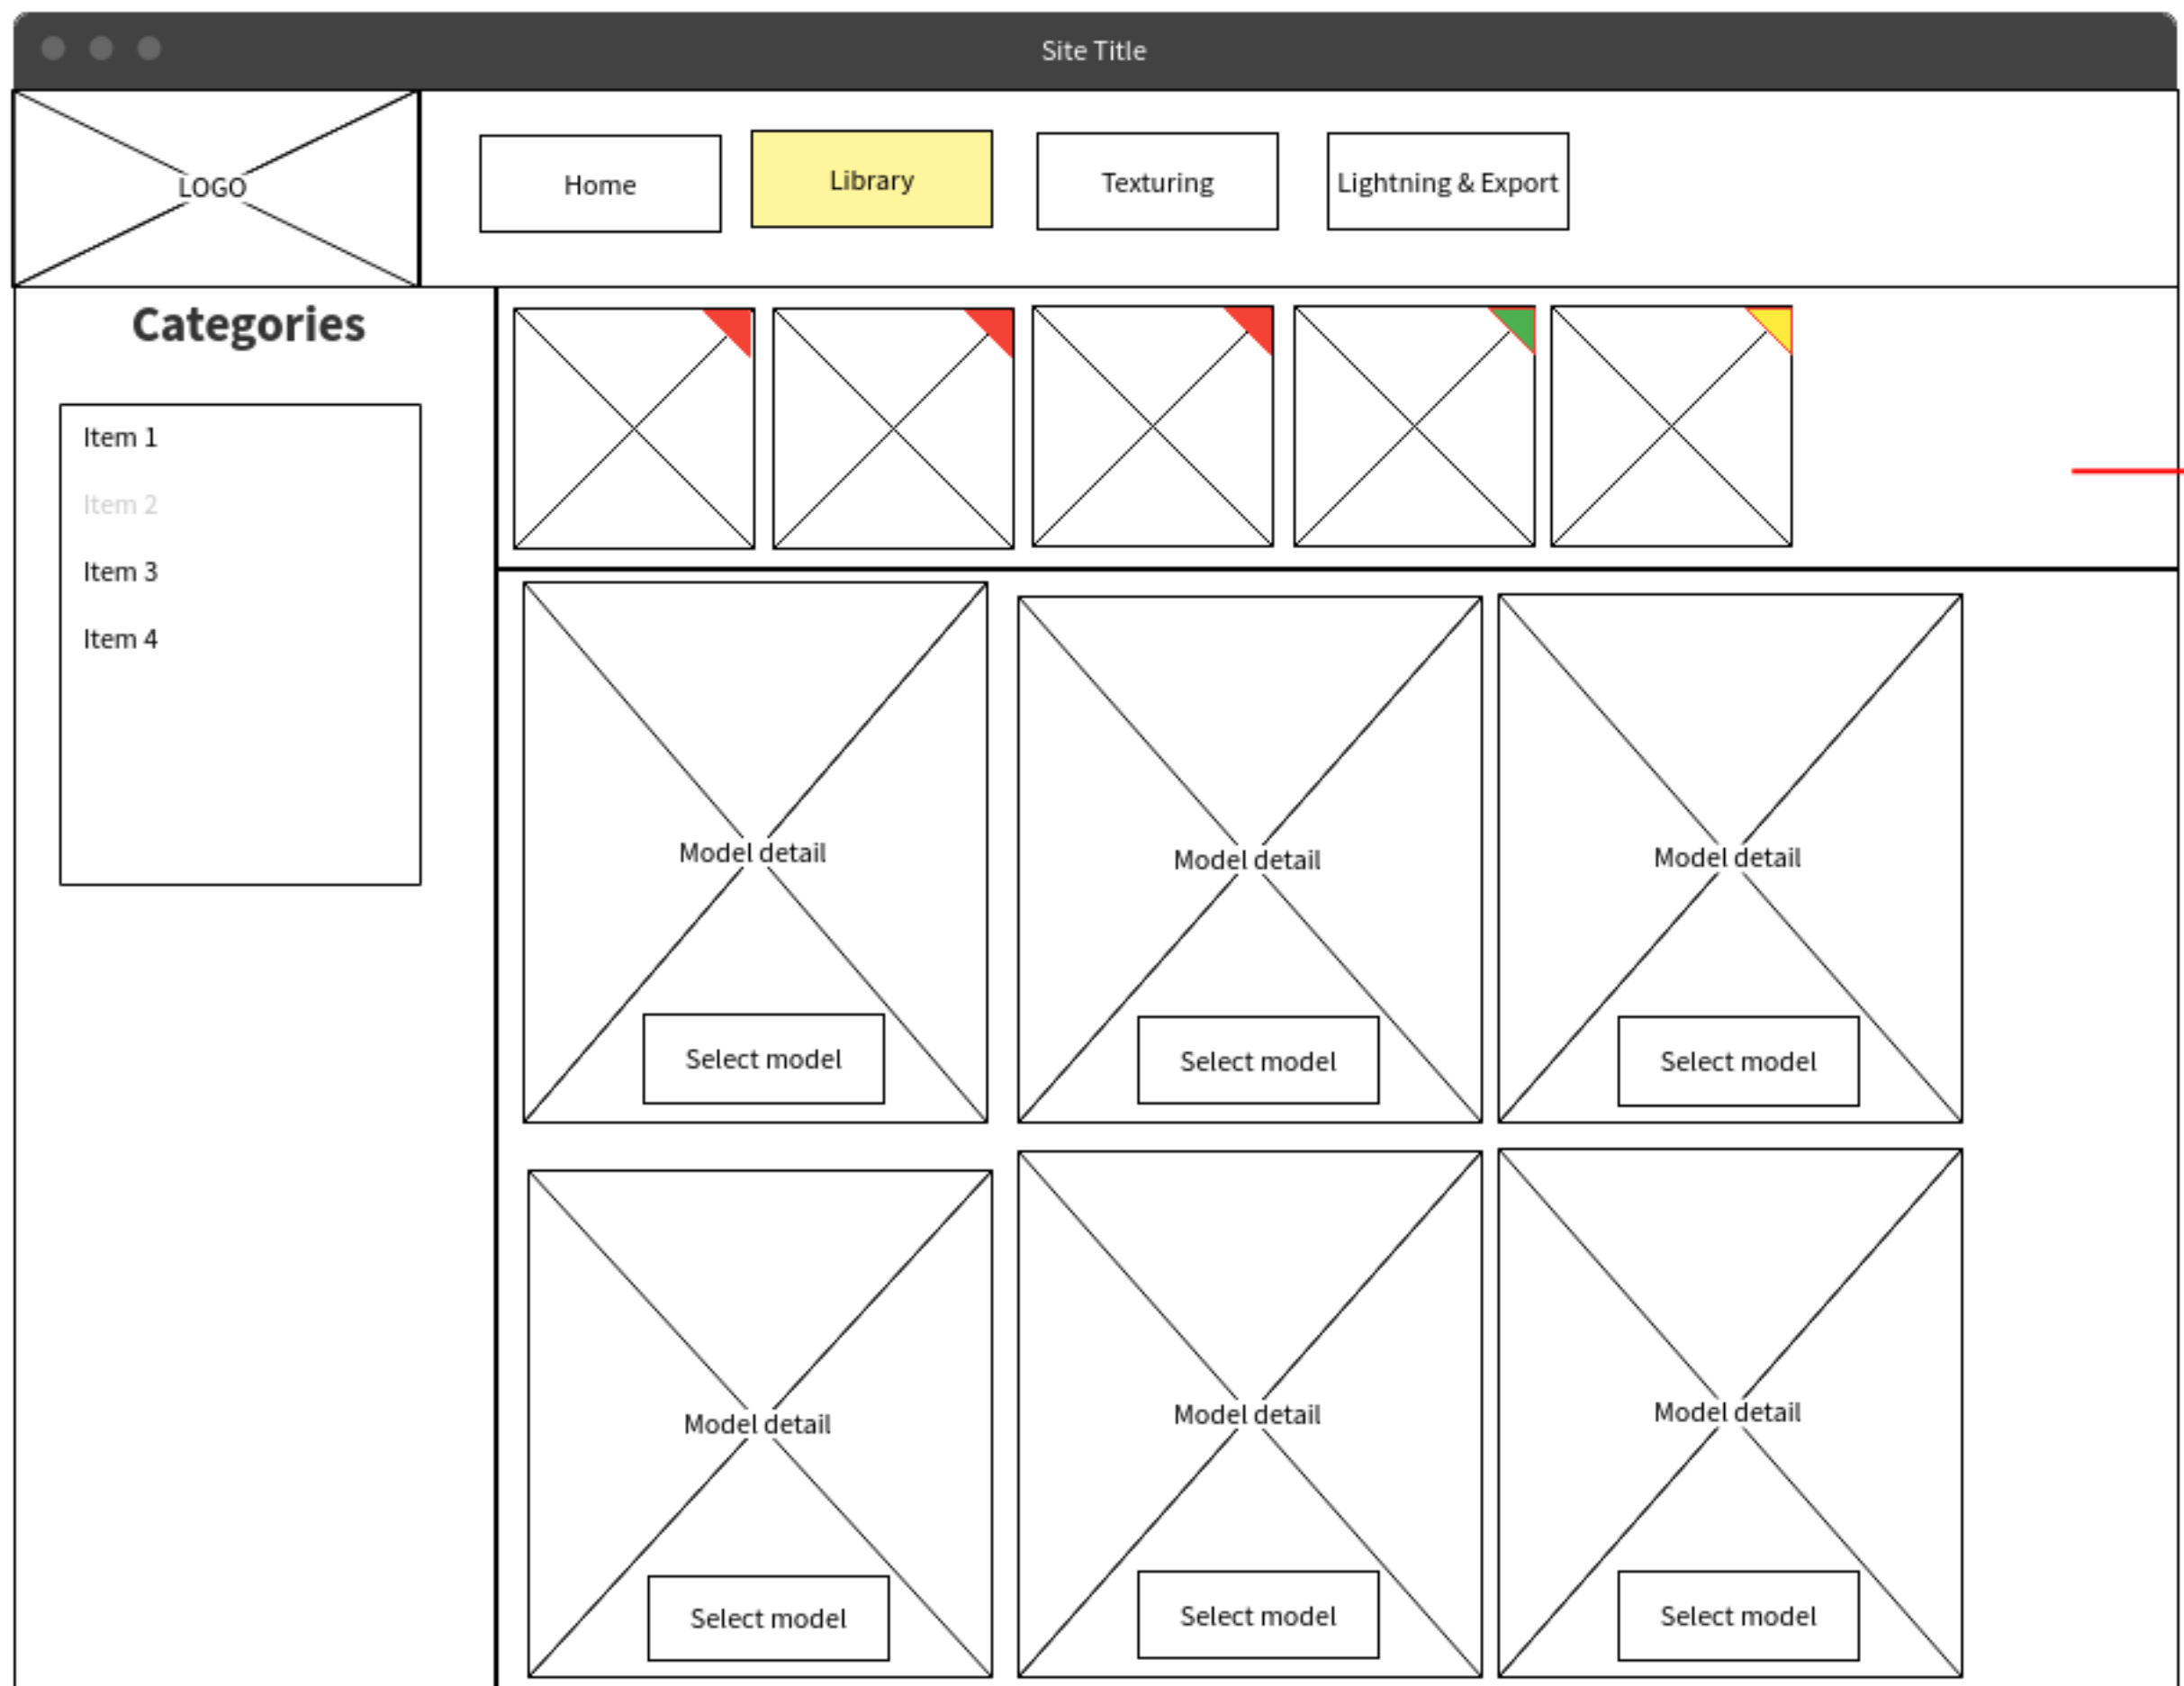 Site Title
LOGO
Home
Library
Texturing
Lightning & Export
Categories
Item 1
Item 2
Item 3
Item 4
Model detail
Model detail
Model detail
Select model
Select model
Select model
Model detail
Model detail
Model detail
Select model
Select model
Select model